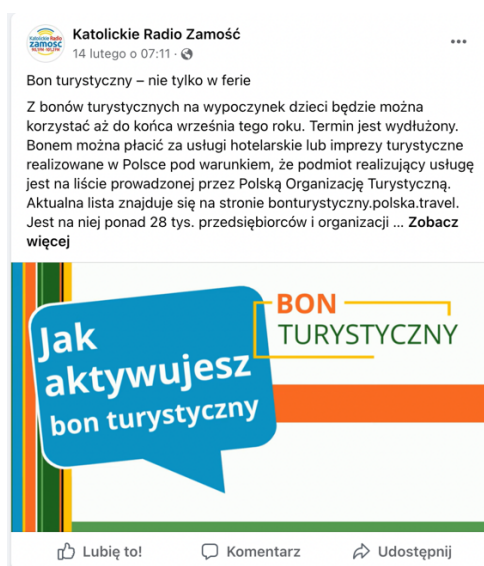 Katolickie Radio Zamość
14 lutego o 07:11 ·
Bon turystyczny – nie tylko w ferie
Z bonów turystycznych na wypoczynek dzieci będzie można
korzystać aż do końca września tego roku. Termin jest wydłużony.
Bonem można płacić za usługi hotelarskie lub imprezy turystyczne
realizowane w Polsce pod warunkiem, że podmiot realizujący usługę
jest na liście prowadzonej przez Polską Organizację Turystyczną.
Aktualna lista znajduje się na stronie bonturystyczny.polska.travel.
Jest na niej ponad 28 tys. przedsiębiorców i organizacji ... Zobacz
więcej
BON
TURYSTYCZNY
Jak
aktywujesz
bon turystyczny
Lubię to!
Komentarz
Udostępnij